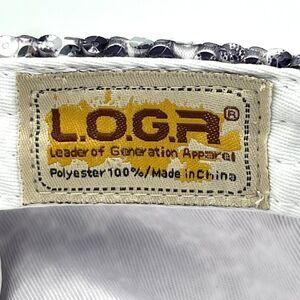 L.O.G.A®
Leader of Generation Apparel
Polyester 100%/Made in China